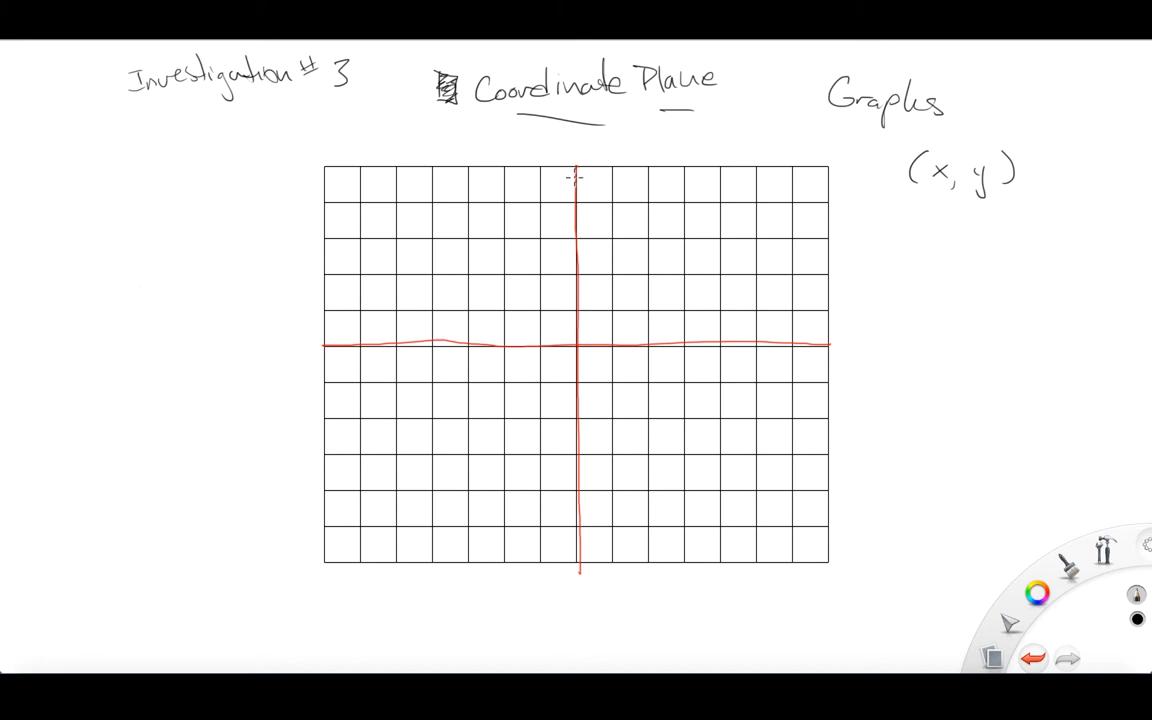 Investigation # 3
Coordinate Plane
Graphs
(x, y)